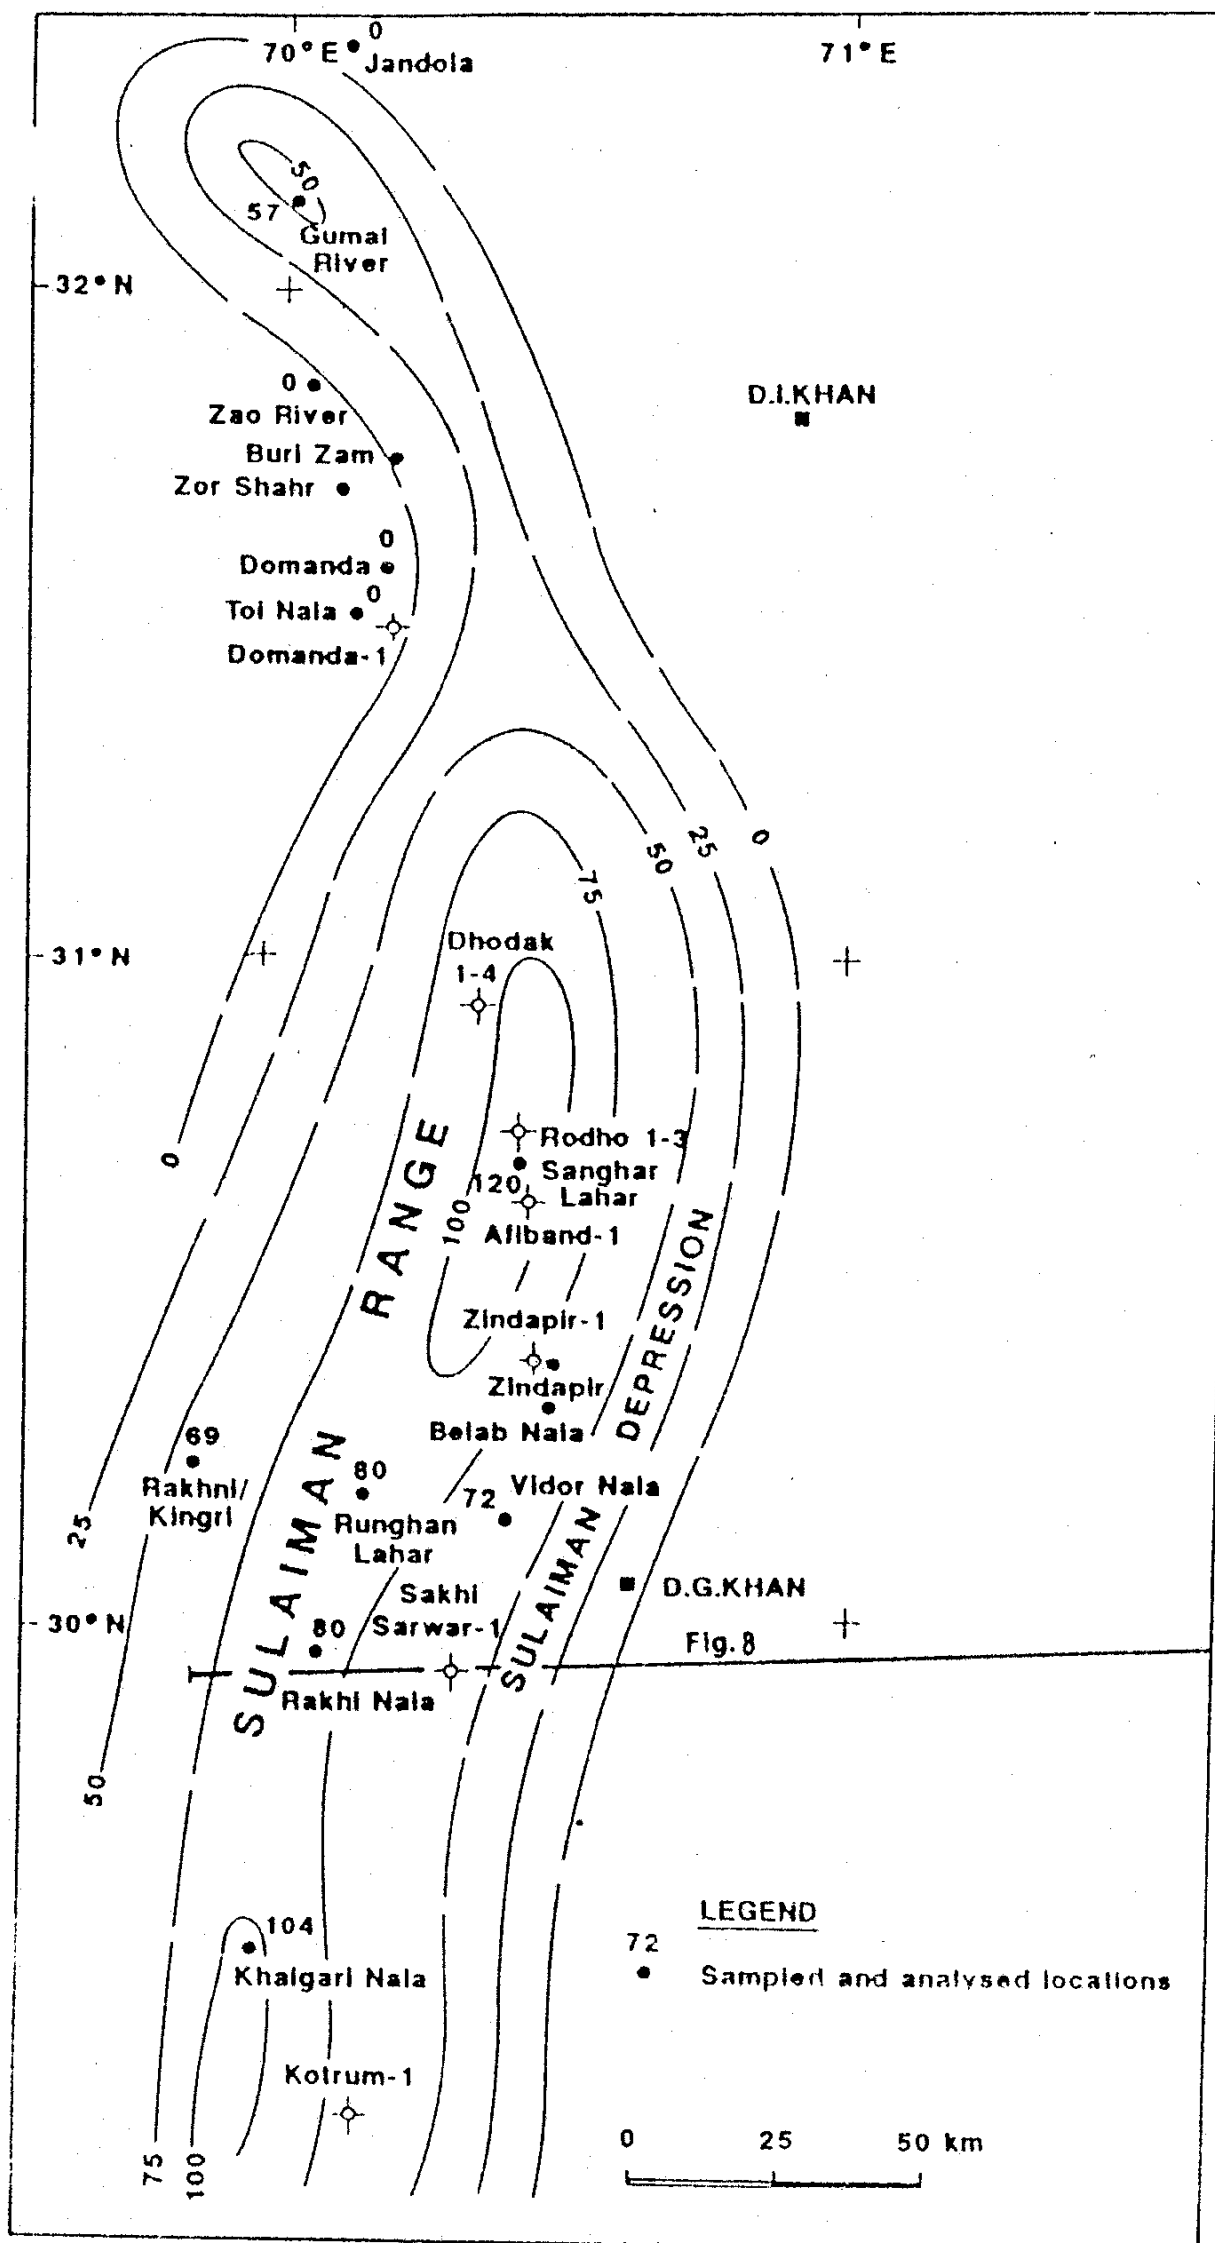 0
70° E
Jandola
71° E
50
57
Gumal
River
32° N
0
Zao River
D.I.KHAN
Buri Zam
Zor Shahr
0
Domanda
0
Toi Nala
Domanda-1
0
25
50
75
Dhodak
1-4
31° N
RANGE
Rodho 1-3
0
Sanghar
120
Lahar
100
Afiband-1
DEPRESSION
Zindapir-1
Zindapir
Belab Nala
69
Rakhni/
Kingri
80
Vidor Nala
72
25
Runghan
Lahar
SULAIMAN
SULAIMAN
D.G.KHAN
Sakhi
Sarwar-1
30° N
80
Fig.8
Rakhi Nala
50
LEGEND
104
72
Khalgari Nala
Sampled and analysed locations
Kotrum-1
0 25 50 km
75
100